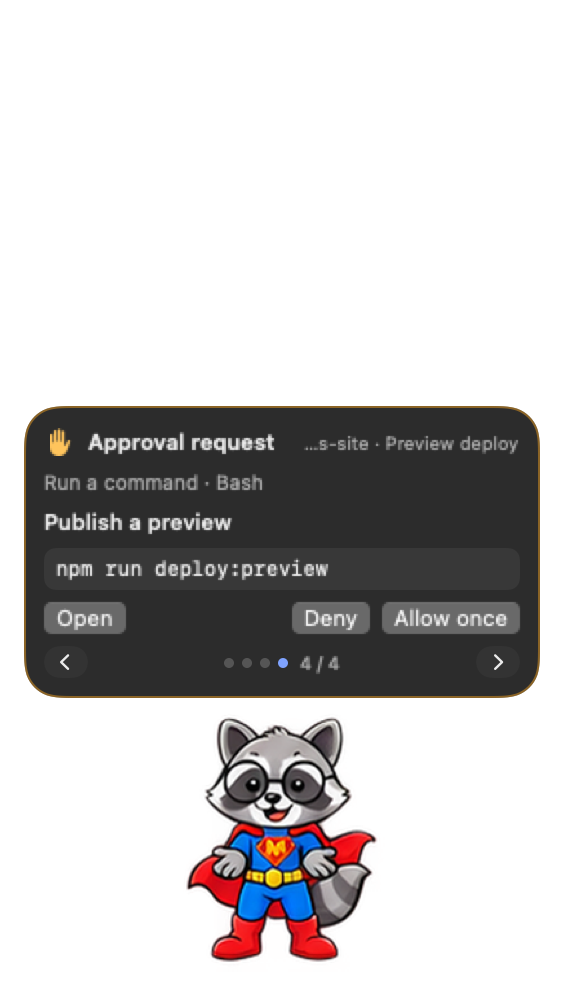 Approval request
...s-site · Preview deploy
Run a command · Bash
Publish a preview
npm run deploy:preview
Open
Deny
Allow once
4 / 4
M